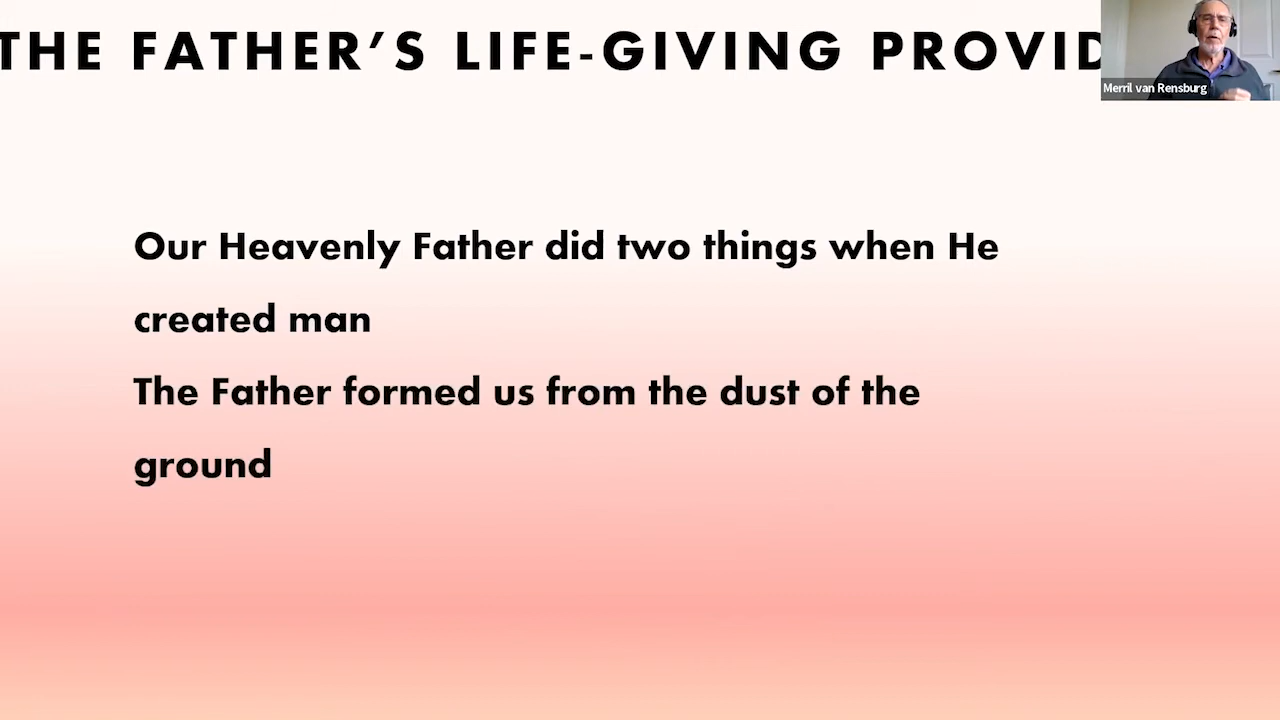 THE FATHER’S LIFE-GIVING PROVID
Merril van Rensburg
Our Heavenly Father did two things when He
created man
The Father formed us from the dust of the
ground